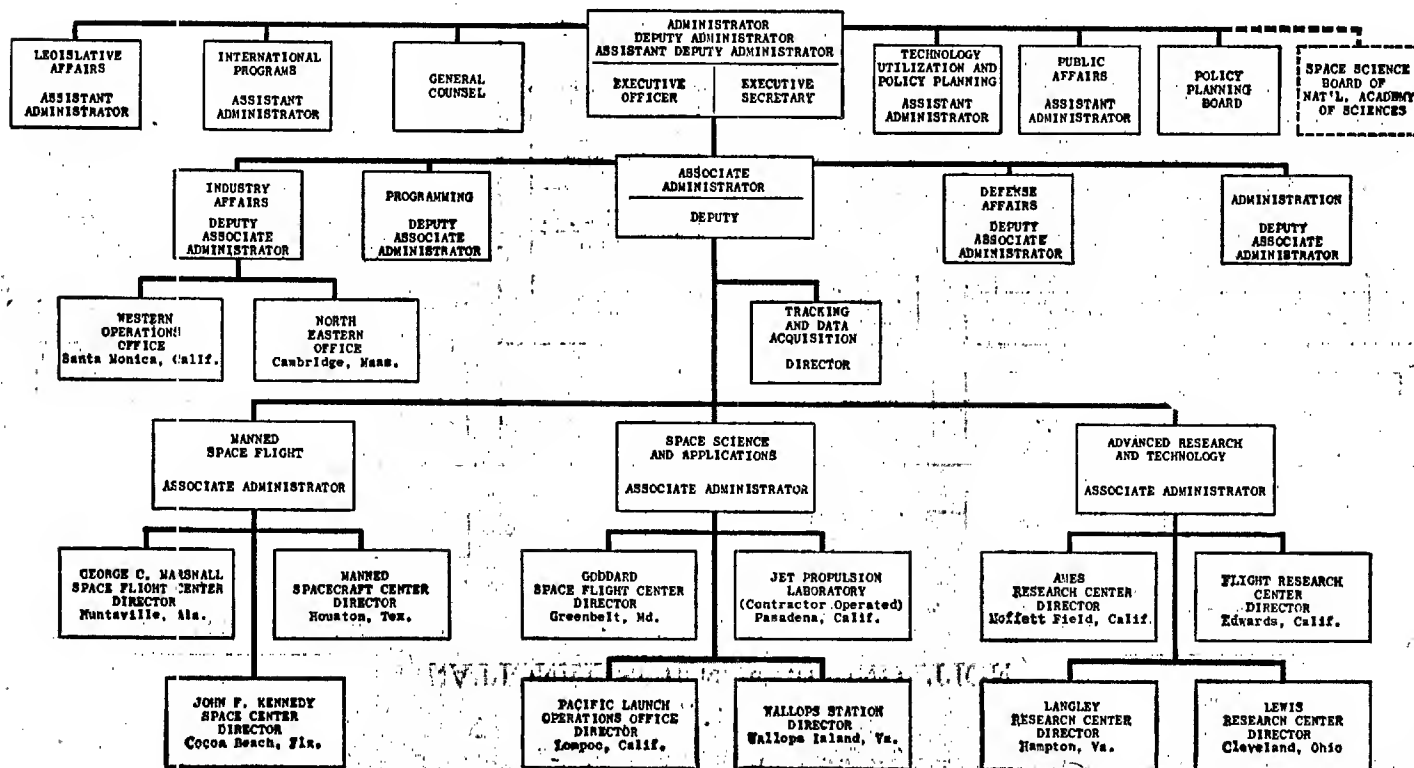 ADMINISTRATOR
DEPUTY ADMINISTRATOR
ASSISTANT DEPUTY ADMINISTRATOR
EXECUTIVE
OFFICER
EXECUTIVE
SECRETARY
LEGISLATIVE
AFFAIRS
ASSISTANT
ADMINISTRATOR
INTERNATIONAL
PROGRAMS
ASSISTANT
ADMINISTRATOR
GENERAL
COUNSEL
TECHNOLOGY
UTILIZATION AND
POLICY PLANNING
ASSISTANT
ADMINISTRATOR
PUBLIC
AFFAIRS
ASSISTANT
ADMINISTRATOR
POLICY
PLANNING
BOARD
SPACE SCIENCE
BOARD OF
NAT'L. ACADEMY
OF SCIENCES
INDUSTRY
AFFAIRS
DEPUTY
ASSOCIATE
ADMINISTRATOR
PROGRAMMING
DEPUTY
ASSOCIATE
ADMINISTRATOR
ASSOCIATE
ADMINISTRATOR
DEPUTY
DEFENSE
AFFAIRS
DEPUTY
ASSOCIATE
ADMINISTRATOR
ADMINISTRATION
DEPUTY
ASSOCIATE
ADMINISTRATOR
WESTERN
OPERATIONS
OFFICE
Santa Monica, Calif.
NORTH
EASTERN
OFFICE
Cambridge, Mass.
TRACKING
AND DATA
ACQUISITION
DIRECTOR
MANNED
SPACE FLIGHT
ASSOCIATE ADMINISTRATOR
SPACE SCIENCE
AND APPLICATIONS
ASSOCIATE ADMINISTRATOR
ADVANCED RESEARCH
AND TECHNOLOGY
ASSOCIATE ADMINISTRATOR
GEORGE C. MARSHALL
SPACE FLIGHT CENTER
DIRECTOR
Huntsville, Ala.
MANNED
SPACECRAFT CENTER
DIRECTOR
Houston, Tex.
GODDARD
SPACE FLIGHT CENTER
DIRECTOR
Greenbelt, Md.
JET PROPULSION
LABORATORY
(Contractor Operated)
Pasadena, Calif.
AMES
RESEARCH CENTER
DIRECTOR
Moffett Field, Calif.
FLIGHT RESEARCH
CENTER
DIRECTOR
Edwards, Calif.
JOHN F. KENNEDY
SPACE CENTER
DIRECTOR
Cocoa Beach, Fla.
PACIFIC LAUNCH
OPERATIONS OFFICE
DIRECTOR
Lompoc, Calif.
WALLOPS STATION
DIRECTOR
Wallops Island, Va.
LANGLEY
RESEARCH CENTER
DIRECTOR
Hampton, Va.
LEWIS
RESEARCH CENTER
DIRECTOR
Cleveland, Ohio